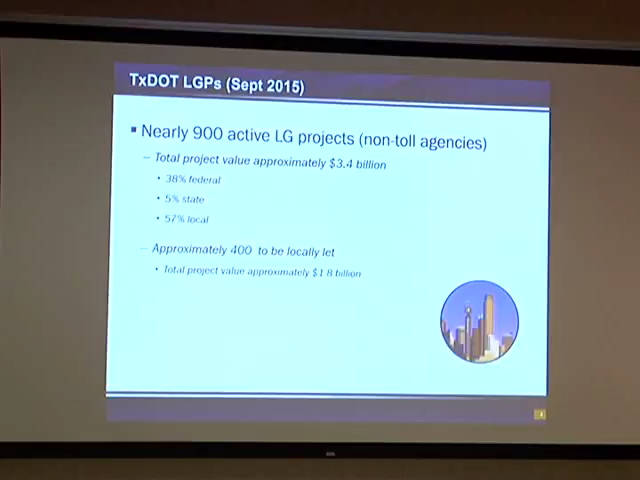 TxDOT LGPs (Sept 2015)
▪ Nearly 900 active LG projects (non-toll agencies)
– Total project value approximately $3.4 billion
• 38% federal
• 5% state
• 57% local
– Approximately 400 to be locally let
• Total project value approximately $1.8 billion